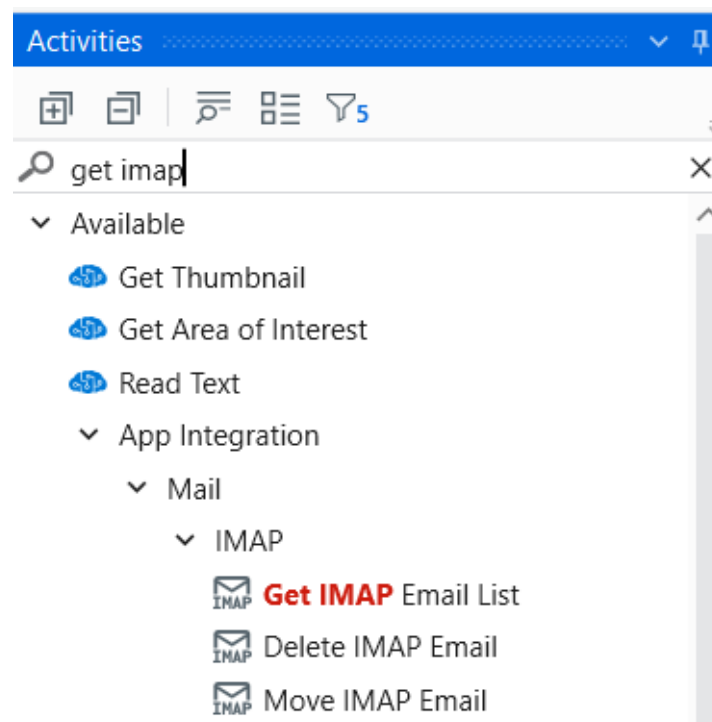 Activities
5
get imap
Available
Get Thumbnail
Get Area of Interest
Read Text
App Integration
Mail
IMAP
IMAP Get IMAP Email List
IMAP Delete IMAP Email
IMAP Move IMAP Email